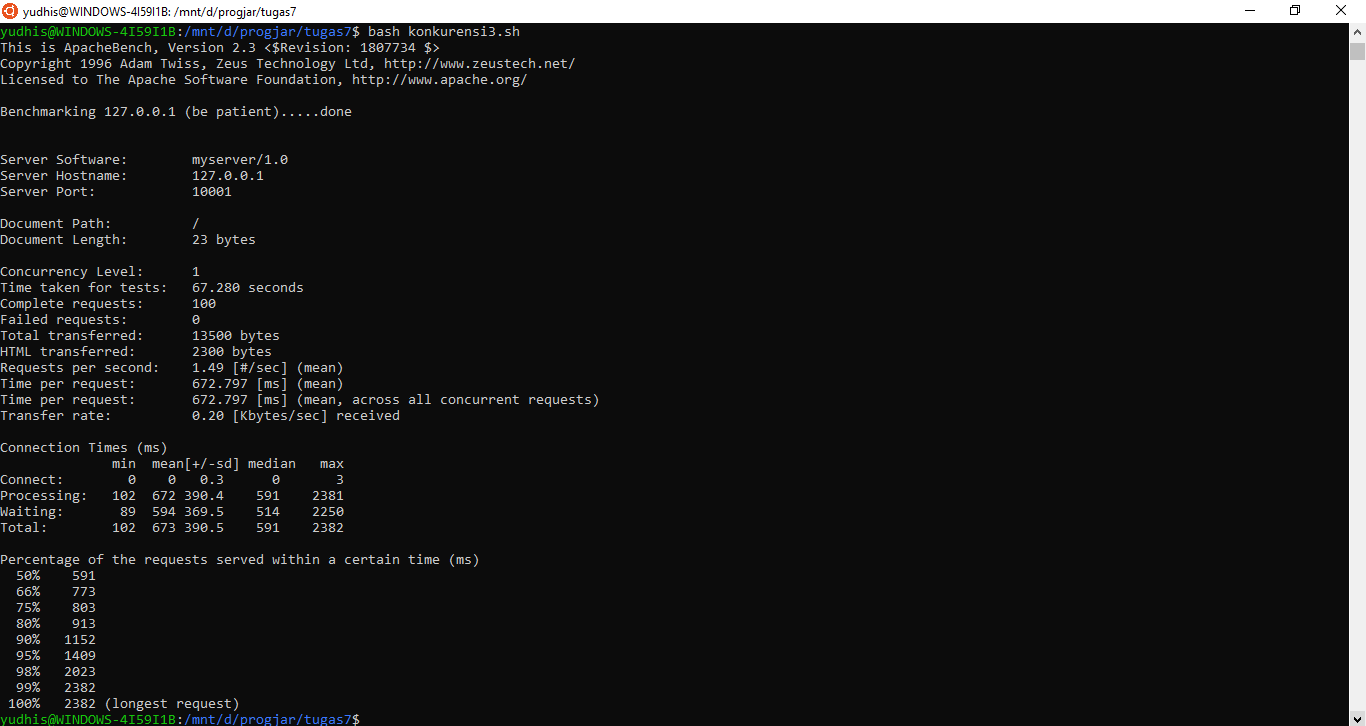 yudhis@WINDOWS-4I59I1B: /mnt/d/progjar/tugas7
yudhis@WINDOWS-4I59I1B:/mnt/d/progjar/tugas7$ bash konkurensi3.sh
This is ApacheBench, Version 2.3 <$Revision: 1807734 $>
Copyright 1996 Adam Twiss, Zeus Technology Ltd, http://www.zeustech.net/
Licensed to The Apache Software Foundation, http://www.apache.org/

Benchmarking 127.0.0.1 (be patient).....done


Server Software:        myserver/1.0
Server Hostname:        127.0.0.1
Server Port:            10001

Document Path:          /
Document Length:        23 bytes

Concurrency Level:      1
Time taken for tests:   67.280 seconds
Complete requests:      100
Failed requests:        0
Total transferred:      13500 bytes
HTML transferred:       2300 bytes
Requests per second:    1.49 [#/sec] (mean)
Time per request:       672.797 [ms] (mean)
Time per request:       672.797 [ms] (mean, across all concurrent requests)
Transfer rate:          0.20 [Kbytes/sec] received

Connection Times (ms)
              min  mean[+/-sd] median   max
Connect:        0    0   0.3      0       3
Processing:   102  672 390.4    591    2381
Waiting:       89  594 369.5    514    2250
Total:        102  673 390.5    591    2382

Percentage of the requests served within a certain time (ms)
  50%    591
  66%    773
  75%    803
  80%    913
  90%   1152
  95%   1409
  98%   2023
  99%   2382
 100%   2382 (longest request)
yudhis@WINDOWS-4I59I1B:/mnt/d/progjar/tugas7$